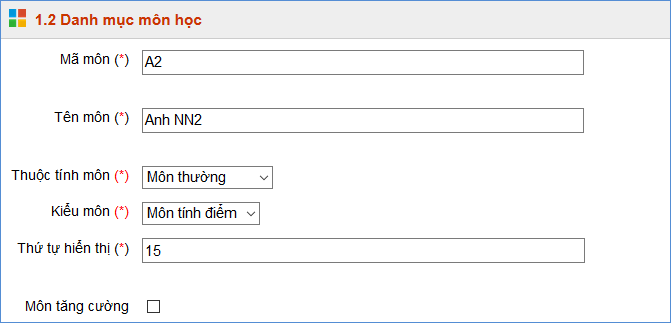 1.2 Danh mục môn học
Mã môn (*) A2
Tên môn (*) Anh NN2
Thuộc tính môn (*) Môn thường
Kiểu môn (*) Môn tính điểm
Thứ tự hiển thị (*) 15
Môn tăng cường